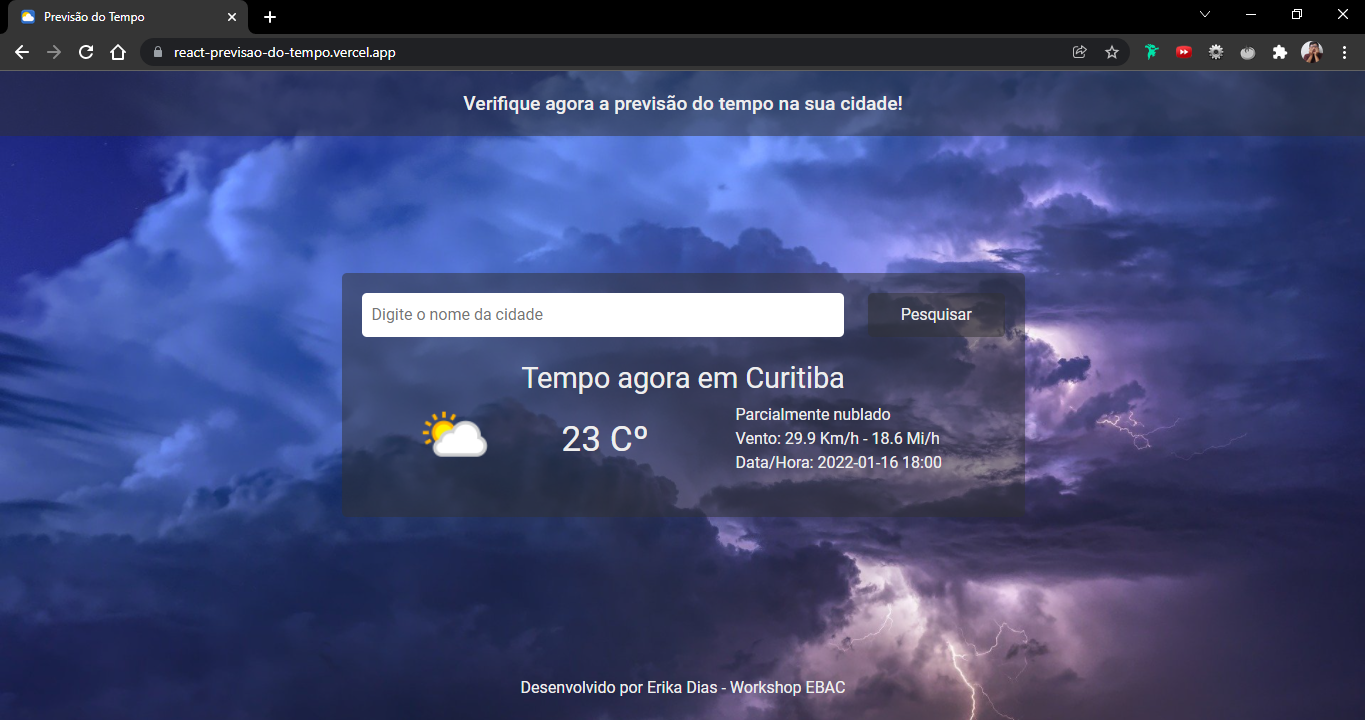 Previsão do Tempo
react-previsao-do-tempo.vercel.app
Verifique agora a previsão do tempo na sua cidade!
Digite o nome da cidade
Pesquisar
Tempo agora em Curitiba
23 Cº
Parcialmente nublado
Vento: 29.9 Km/h - 18.6 Mi/h
Data/Hora: 2022-01-16 18:00
Desenvolvido por Erika Dias - Workshop EBAC